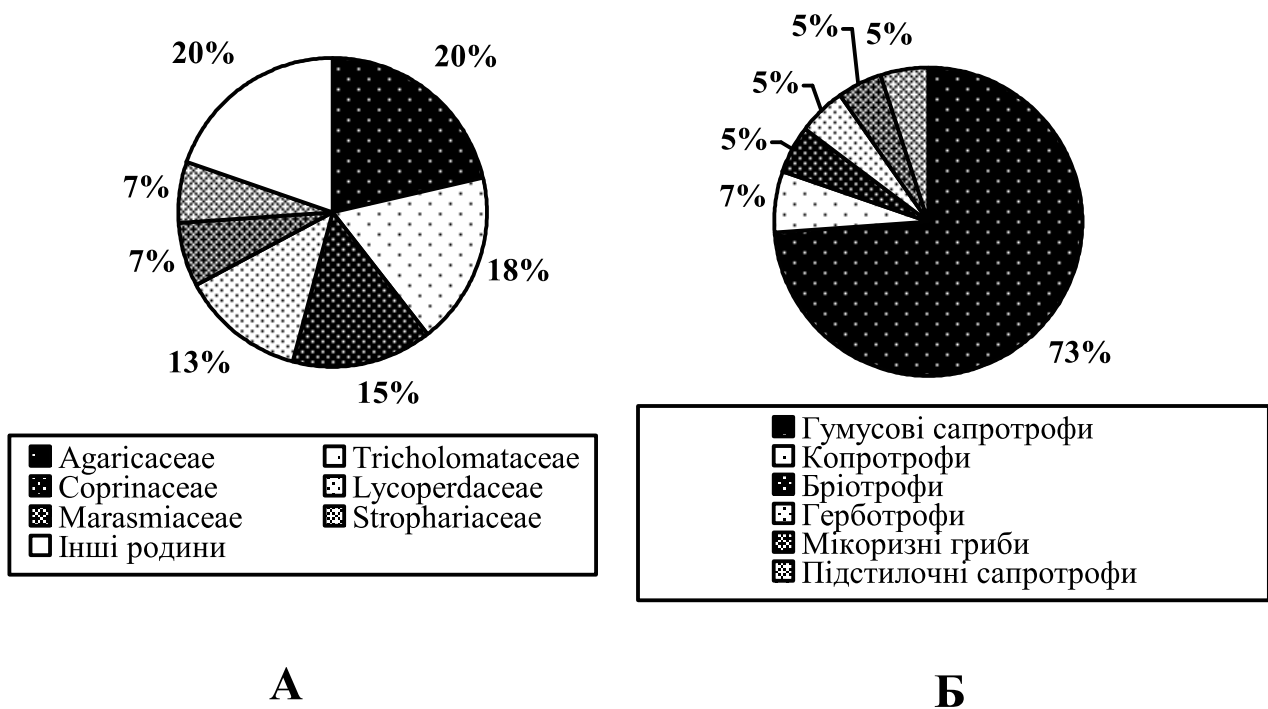 20%
20%
7%
18%
7%
13%
15%
Agaricaceae
Tricholomataceae
Coprinaceae
Lycoperdaceae
Marasmiaceae
Strophariaceae
Інші родини
А
5%
5%
5%
5%
7%
73%
Гумусові сапротрофи
Копротрофи
Бріотрофи
Герботрофи
Мікоризні гриби
Підстилочні сапротрофи
Б